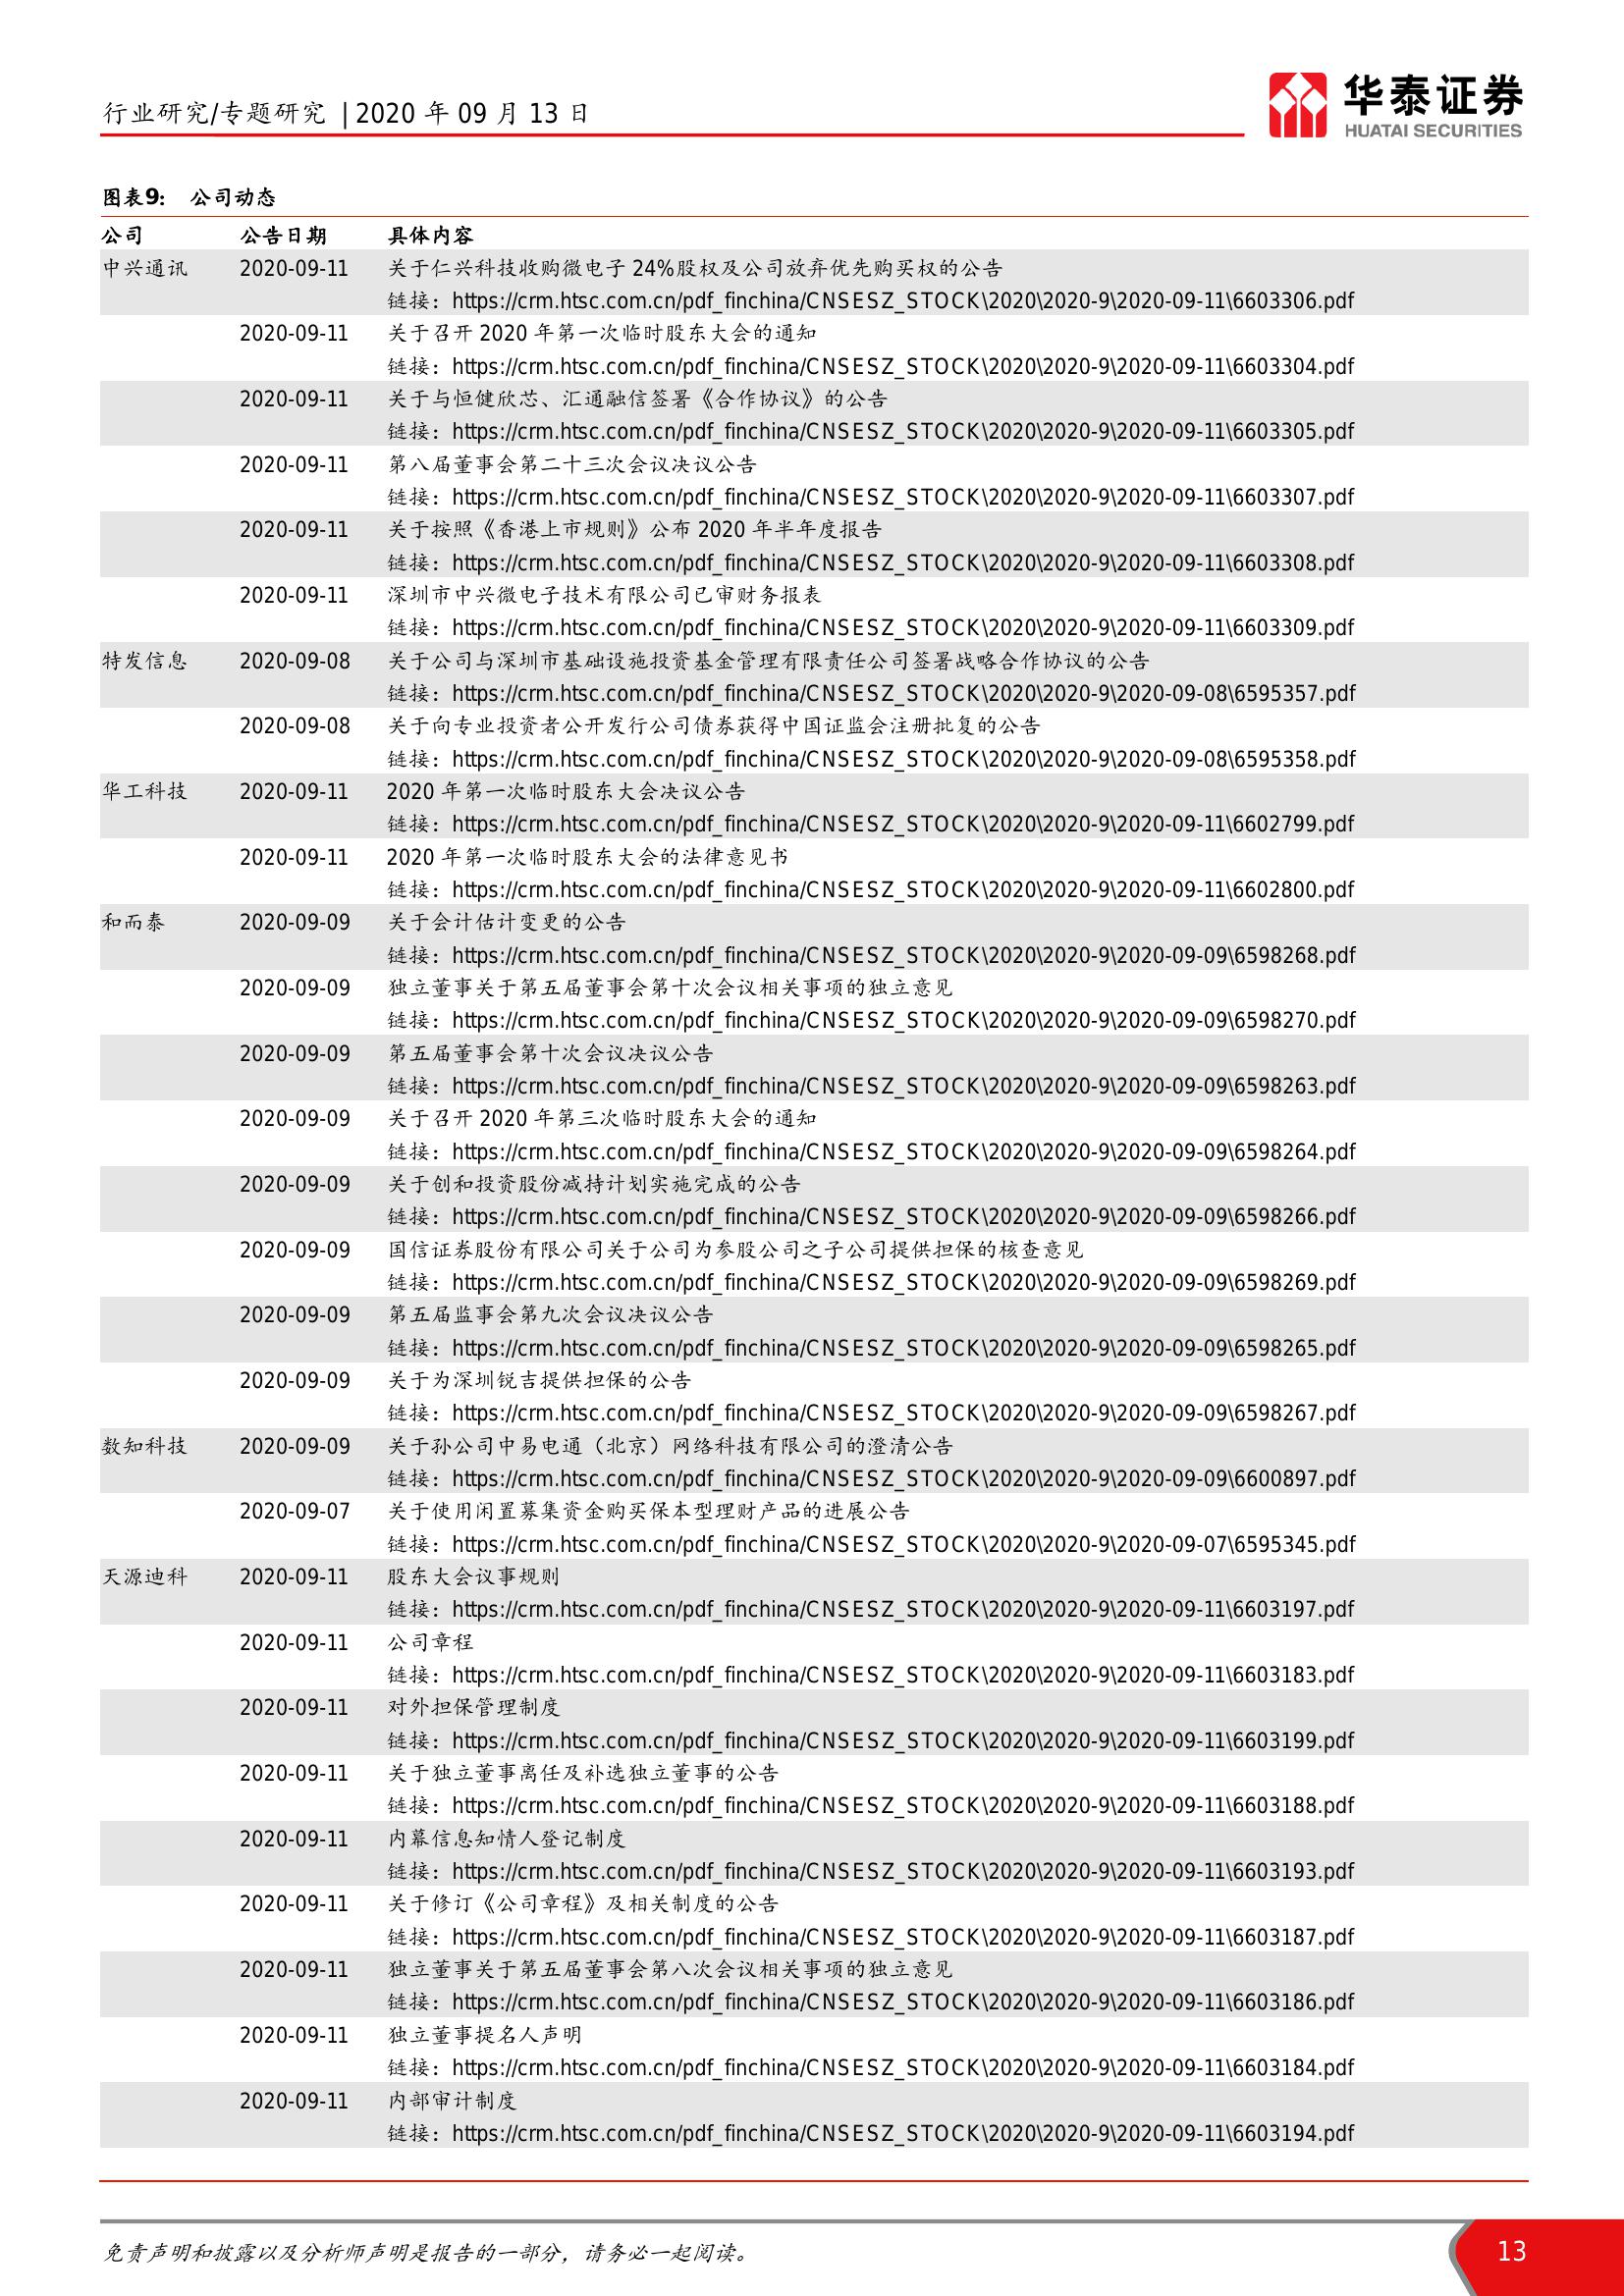 行业研究/专题研究 | 2020 年 09 月 13 日
华泰证券
HUATAI SECURITIES
图表9： 公司动态
公司 公告日期 具体内容
中兴通讯 2020-09-11 关于仁兴科技收购微电子 24%股权及公司放弃优先购买权的公告
链接：https://crm.htsc.com.cn/pdf_finchina/CNSESZ_STOCK\2020\2020-9\2020-09-11\6603306.pdf
2020-09-11 关于召开 2020 年第一次临时股东大会的通知
链接：https://crm.htsc.com.cn/pdf_finchina/CNSESZ_STOCK\2020\2020-9\2020-09-11\6603304.pdf
2020-09-11 关于与恒健欣芯、汇通融信签署《合作协议》的公告
链接：https://crm.htsc.com.cn/pdf_finchina/CNSESZ_STOCK\2020\2020-9\2020-09-11\6603305.pdf
2020-09-11 第八届董事会第二十三次会议决议公告
链接：https://crm.htsc.com.cn/pdf_finchina/CNSESZ_STOCK\2020\2020-9\2020-09-11\6603307.pdf
2020-09-11 关于按照《香港上市规则》公布 2020 年半年度报告
链接：https://crm.htsc.com.cn/pdf_finchina/CNSESZ_STOCK\2020\2020-9\2020-09-11\6603308.pdf
2020-09-11 深圳市中兴微电子技术有限公司已审财务报表
链接：https://crm.htsc.com.cn/pdf_finchina/CNSESZ_STOCK\2020\2020-9\2020-09-11\6603309.pdf
特发信息 2020-09-08 关于公司与深圳市基础设施投资基金管理有限责任公司签署战略合作协议的公告
链接：https://crm.htsc.com.cn/pdf_finchina/CNSESZ_STOCK\2020\2020-9\2020-09-08\6595357.pdf
2020-09-08 关于向专业投资者公开发行公司债券获得中国证监会注册批复的公告
链接：https://crm.htsc.com.cn/pdf_finchina/CNSESZ_STOCK\2020\2020-9\2020-09-08\6595358.pdf
华工科技 2020-09-11 2020 年第一次临时股东大会决议公告
链接：https://crm.htsc.com.cn/pdf_finchina/CNSESZ_STOCK\2020\2020-9\2020-09-11\6602799.pdf
2020-09-11 2020 年第一次临时股东大会的法律意见书
链接：https://crm.htsc.com.cn/pdf_finchina/CNSESZ_STOCK\2020\2020-9\2020-09-11\6602800.pdf
和而泰 2020-09-09 关于会计估计变更的公告
链接：https://crm.htsc.com.cn/pdf_finchina/CNSESZ_STOCK\2020\2020-9\2020-09-09\6598268.pdf
2020-09-09 独立董事关于第五届董事会第十次会议相关事项的独立意见
链接：https://crm.htsc.com.cn/pdf_finchina/CNSESZ_STOCK\2020\2020-9\2020-09-09\6598270.pdf
2020-09-09 第五届董事会第十次会议决议公告
链接：https://crm.htsc.com.cn/pdf_finchina/CNSESZ_STOCK\2020\2020-9\2020-09-09\6598263.pdf
2020-09-09 关于召开 2020 年第三次临时股东大会的通知
链接：https://crm.htsc.com.cn/pdf_finchina/CNSESZ_STOCK\2020\2020-9\2020-09-09\6598264.pdf
2020-09-09 关于创和投资股份减持计划实施完成的公告
链接：https://crm.htsc.com.cn/pdf_finchina/CNSESZ_STOCK\2020\2020-9\2020-09-09\6598266.pdf
2020-09-09 国信证券股份有限公司关于公司为参股公司之子公司提供担保的核查意见
链接：https://crm.htsc.com.cn/pdf_finchina/CNSESZ_STOCK\2020\2020-9\2020-09-09\6598269.pdf
2020-09-09 第五届监事会第九次会议决议公告
链接：https://crm.htsc.com.cn/pdf_finchina/CNSESZ_STOCK\2020\2020-9\2020-09-09\6598265.pdf
2020-09-09 关于为深圳锐吉提供担保的公告
链接：https://crm.htsc.com.cn/pdf_finchina/CNSESZ_STOCK\2020\2020-9\2020-09-09\6598267.pdf
数知科技 2020-09-09 关于孙公司中易电通（北京）网络科技有限公司的澄清公告
链接：https://crm.htsc.com.cn/pdf_finchina/CNSESZ_STOCK\2020\2020-9\2020-09-09\6600897.pdf
2020-09-07 关于使用闲置募集资金购买保本型理财产品的进展公告
链接：https://crm.htsc.com.cn/pdf_finchina/CNSESZ_STOCK\2020\2020-9\2020-09-07\6595345.pdf
天源迪科 2020-09-11 股东大会议事规则
链接：https://crm.htsc.com.cn/pdf_finchina/CNSESZ_STOCK\2020\2020-9\2020-09-11\6603197.pdf
2020-09-11 公司章程
链接：https://crm.htsc.com.cn/pdf_finchina/CNSESZ_STOCK\2020\2020-9\2020-09-11\6603183.pdf
2020-09-11 对外担保管理制度
链接：https://crm.htsc.com.cn/pdf_finchina/CNSESZ_STOCK\2020\2020-9\2020-09-11\6603199.pdf
2020-09-11 关于独立董事离任及补选独立董事的公告
链接：https://crm.htsc.com.cn/pdf_finchina/CNSESZ_STOCK\2020\2020-9\2020-09-11\6603188.pdf
2020-09-11 内幕信息知情人登记制度
链接：https://crm.htsc.com.cn/pdf_finchina/CNSESZ_STOCK\2020\2020-9\2020-09-11\6603193.pdf
2020-09-11 关于修订《公司章程》及相关制度的公告
链接：https://crm.htsc.com.cn/pdf_finchina/CNSESZ_STOCK\2020\2020-9\2020-09-11\6603187.pdf
2020-09-11 独立董事关于第五届董事会第八次会议相关事项的独立意见
链接：https://crm.htsc.com.cn/pdf_finchina/CNSESZ_STOCK\2020\2020-9\2020-09-11\6603186.pdf
2020-09-11 独立董事提名人声明
链接：https://crm.htsc.com.cn/pdf_finchina/CNSESZ_STOCK\2020\2020-9\2020-09-11\6603184.pdf
2020-09-11 内部审计制度
链接：https://crm.htsc.com.cn/pdf_finchina/CNSESZ_STOCK\2020\2020-9\2020-09-11\6603194.pdf
免责声明和披露以及分析师声明是报告的一部分，请务必一起阅读。 13